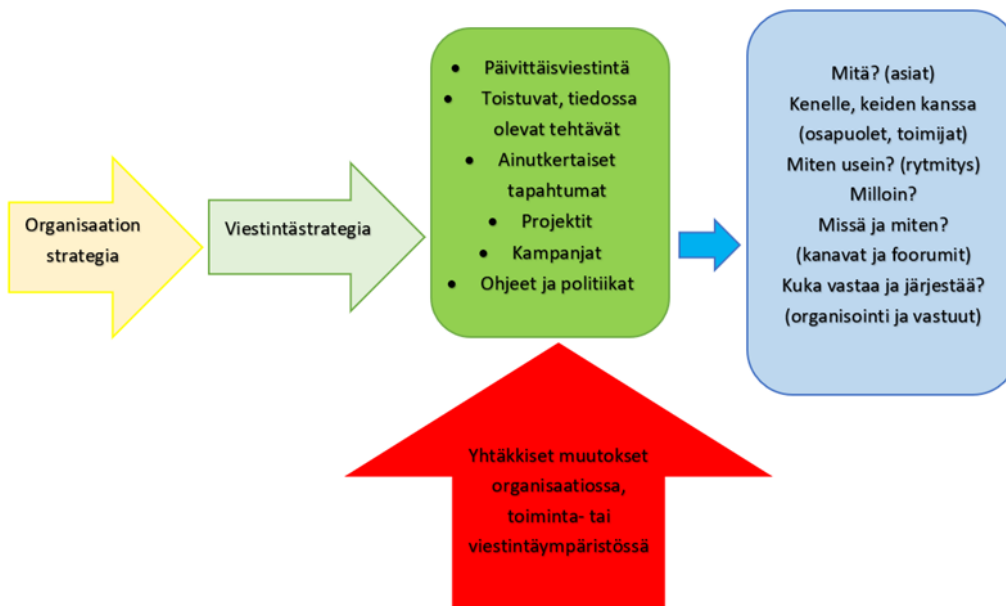 Organisaation
strategia
Viestintästrategia
• Päivittäisviestintä
• Toistuvat, tiedossa
olevat tehtävät
• Ainutkertaiset
tapahtumat
• Projektit
• Kampanjat
• Ohjeet ja politiikat
Mitä? (asiat)
Kenelle, keiden kanssa
(osapuolet, toimijat)
Miten usein? (rytmitys)
Milloin?
Missä ja miten?
(kanavat ja foorumit)
Kuka vastaa ja järjestää?
(organisointi ja vastuut)
Yhtäkkiset muutokset
organisaatiossa,
toiminta- tai
viestintäympäristössä